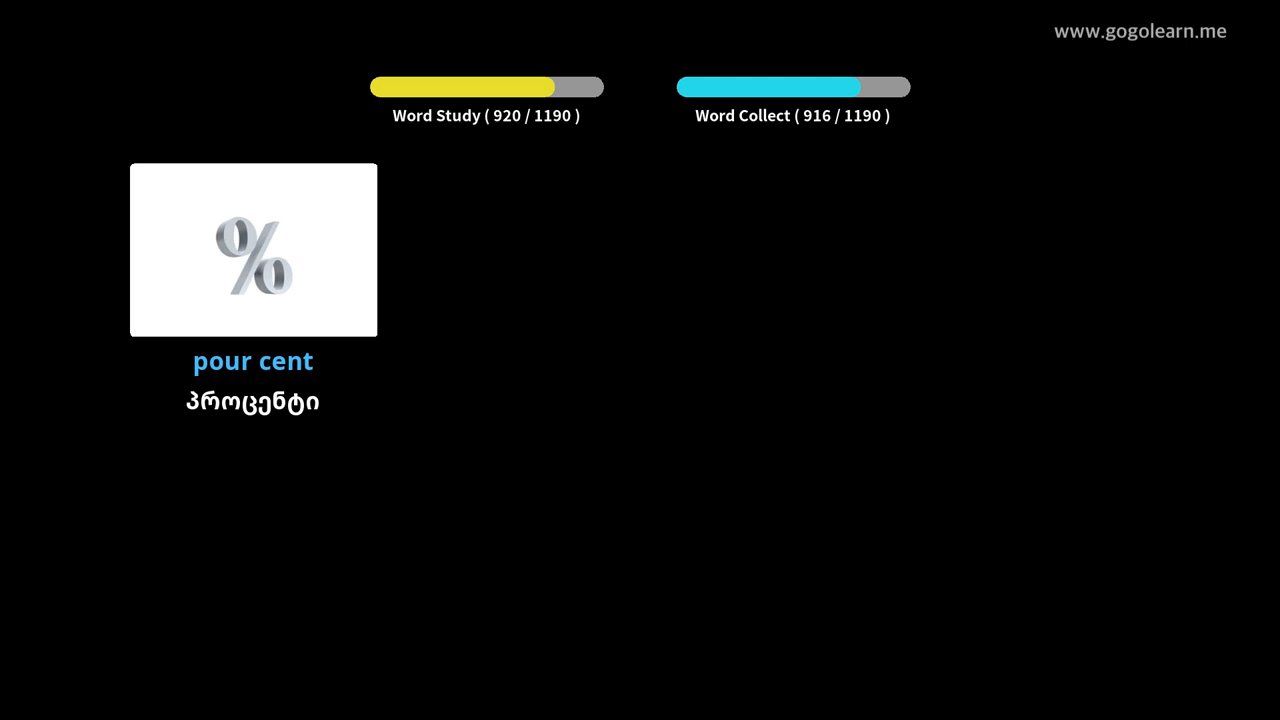 www.gogolearn.me
Word Study ( 920 / 1190 )
Word Collect ( 916 / 1190 )
%
pour cent
პროცენტი